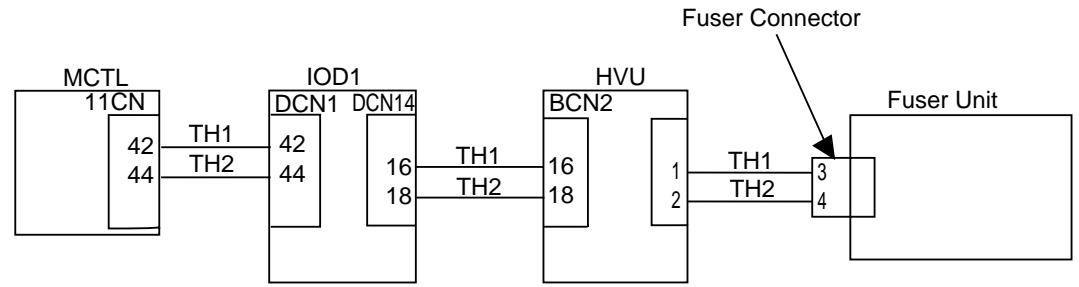 Fuser Connector
MCTL
IOD1
HVU
Fuser Unit
11CN
DCN1
DCN14
BCN2
42
TH1
42
44
TH2
44
16
TH1
16
18
TH2
18
1
TH1
3
2
TH2
4